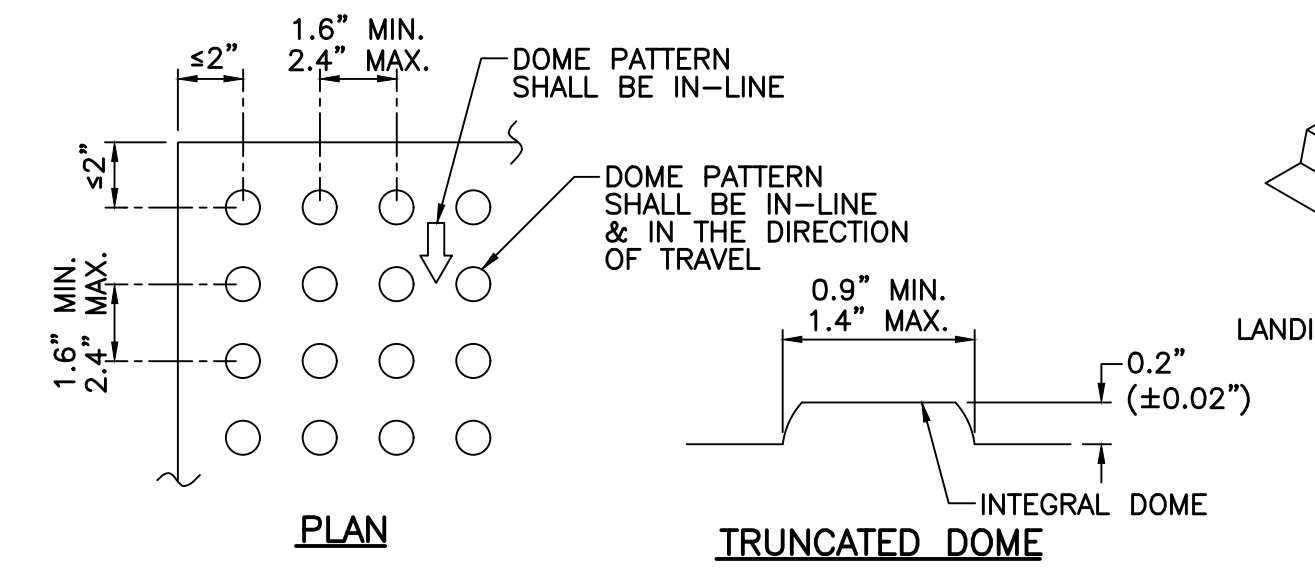 ≤2”
1.6” MIN.
2.4” MAX.
DOME PATTERN
SHALL BE IN-LINE
≤2”
DOME PATTERN
SHALL BE IN-LINE
& IN THE DIRECTION
OF TRAVEL
1.6” MIN.
2.4” MAX.
0.9” MIN.
1.4” MAX.
0.2”
(±0.02”)
INTEGRAL DOME
PLAN
TRUNCATED DOME
LANDI